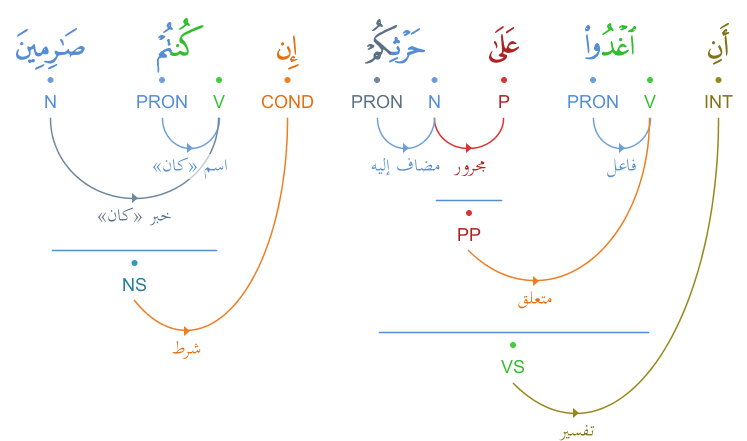 أَنِ ٱغْدُوا۟ عَلَىٰ حَرْثِكُمْ إِن كُنتُمْ صَـٰرِمِينَ
INT V PRON P N PRON COND V PRON N
فاعل مجرور مضاف إليه اسم «كان»
خبر «كان»
PP
NS
متعلق
شرط
VS
تفسير